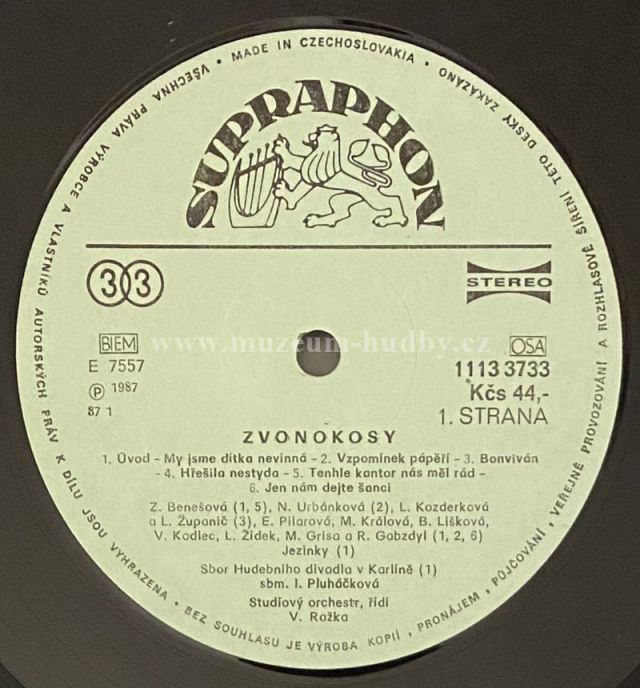 VŠECHNA PRÁVA VÝROBCE A VLASTNÍKŮ AUTORSKÝCH PRÁV K DÍLU JSOU VYHRAZENA • BEZ SOUHLASU JE VÝROBA KOPIÍ, PRONÁJEM, PŮJČOVÁNÍ, VEŘEJNÉ PROVOZOVÁNÍ A ROZHLASOVÉ ŠÍŘENÍ TÉTO DESKY ZAKÁZÁNO • MADE IN CZECHOSLOVAKIA •
SUPRAPHON
33
STEREO
www.muzeum-hudby.cz
BIEM
E 7557
Ⓟ 1987
87 1
OSA
1113 3733
Kčs 44,-
1. STRANA
ZVONOKOSY
1. Úvod - My jsme dítka nevinná - 2. Vzpomínek pápěří - 3. Bonviván
- 4. Hřešila nestyda - 5. Tenhle kantor nás měl rád -
6. Jen nám dejte šanci
Z. Benešová (1, 5), N. Urbánková (2), L. Kozderková
a L. Županič (3), E. Pilarová, M. Králová, B. Lišková,
V. Kodlec, L. Žídek, M. Grisa a R. Gabzdyl (1, 2, 6)
Jezinky (1)
Sbor Hudebního divadla v Karlíně (1)
sbm. I. Pluháčková
Studiový orchestr, řídí
V. Ražka